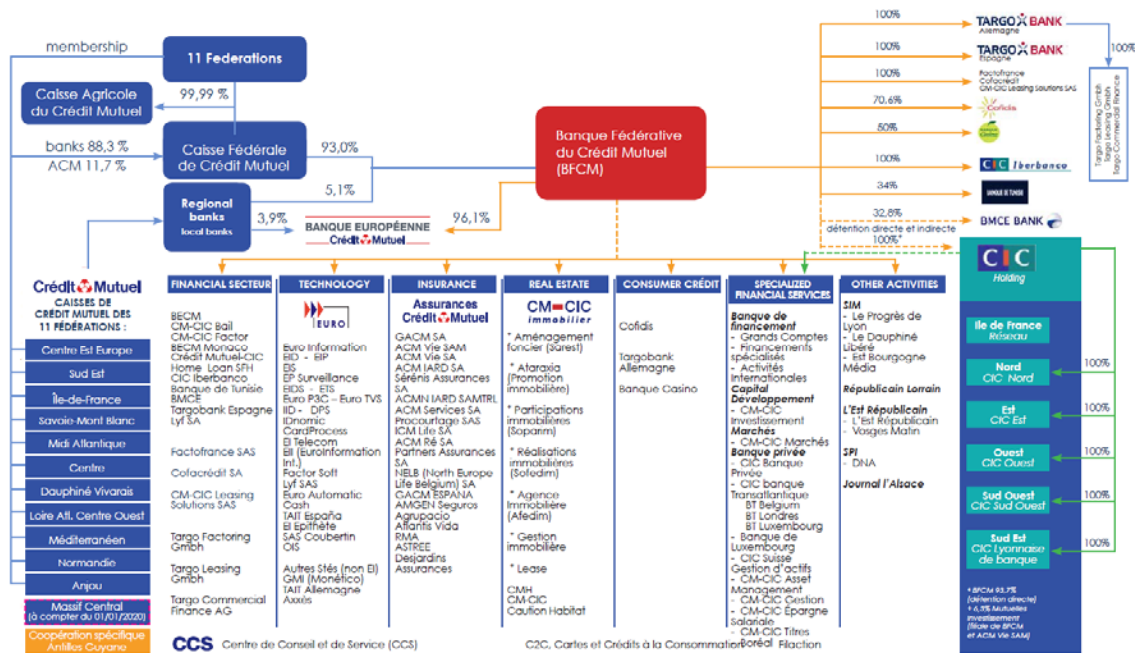 membership
11 Federations
99,99 %
Caisse Agricole
du Crédit Mutuel
banks 88,3 %
ACM 11,7 %
Caisse Fédérale
de Crédit Mutuel
93,0%
5,1%
Regional
banks
local banks
3,9%
BANQUE EUROPÉENNE
Crédit Mutuel
96,1%
Banque Fédérative
du Crédit Mutuel
(BFCM)
100%
TARGO BANK
Allemagne
100%
TARGO BANK
Espagne
100%
Factofrance
Cofacrédit
CM-CIC Leasing Solutions SAS
70.6%
Cofidis
50%
100%
CIC Iberbanco
34%
BANQUE DE TUNISIE
32,8%
BMCE BANK
détention directe et indirecte
100%*
100%
Targo Factoring Gmbh
Targo Leasing Gmbh
Targo Commercial Finance
Crédit Mutuel
CAISSES DE
CRÉDIT MUTUEL DES
11 FÉDÉRATIONS :
Centre Est Europe
Sud Est
Île-de-France
Savoie-Mont Blanc
Midi Atlantique
Centre
Dauphiné Vivarais
Loire Atl. Centre Ouest
Méditerranéen
Normandie
Anjou
Massif Central
(à compter du 01/01/2020)
Coopération spécifique
Antilles Guyane
FINANCIAL SECTEUR
BECM
CM-CIC Bail
CM-CIC Factor
BECM Monaco
Crédit Mutuel-CIC
Home Loan SFH
CIC Iberbanco
Banque de Tunisie
BMCE
Targobank Espagne
Lyf SA
Factofrance SAS
Cofacrédit SA
CM-CIC Leasing
Solutions SAS
Targo Factoring
Gmbh
Targo Leasing
Gmbh
Targo Commercial
Finance AG
TECHNOLOGY
EURO
Euro Information
EID - EIP
EIS
EP Surveillance
EIDS - ETS
Euro P3C – Euro TVS
IID - DPS
IDnomic
CardProcess
EI Telecom
EII (EuroInformation
Int.)
Factor Soft
Lyf SAS
Euro Automatic
Cash
TAIT España
EI Epithète
SAS Coubertin
OIS
Autres Stés (non EI)
GMI (Monético)
TAIT Allemagne
Axxès
INSURANCE
Assurances
Crédit Mutuel
GACM SA
ACM Vie SAM
ACM Vie SA
ACM IARD SA
Sérénis Assurances
SA
ACMN IARD SAMTRL
ACM Services SA
Procourtage SAS
ICM Life SA
ACM Ré SA
Partners Assurances
SA
NELB (North Europe
Life Belgium) SA
GACM ESPANA
AMGEN Seguros
Agrupacio
Atlantis Vida
RMA
ASTREE
Desjardins
Assurances
REAL ESTATE
CM-CIC
immobilier
* Aménagement
foncier (Sarest)
* Ataraxia
(Promotion
immobilière)
* Participations
immobilières
(Soparim)
* Réalisations
immobilières
(Sofedim)
* Agence
Immobilière
(Afedim)
* Gestion
immobilière
* Lease
CMH
CM-CIC
Caution Habitat
CONSUMER CRÉDIT
Cofidis
Targobank
Allemagne
Banque Casino
SPECIALIZED
FINANCIAL SERVICES
Banque de
financement
- Grands Comptes
- Financements
spécialisés
- Activités
Internationales
Capital
Développement
- CM-CIC
Investissement
Marchés
- CM-CIC Marchés
Banque privée
- CIC Banque
Privée
- CIC banque
Transatlantique
BT Belgium
BT Londres
BT Luxembourg
- Banque de
Luxembourg
- CIC Suisse
Gestion d'actifs
- CM-CIC Asset
Management
- CM-CIC Gestion
- CM-CIC Épargne
Salariale
- CM-CIC Titres
- Boréal
OTHER ACTIVITIES
SIM
- Le Progrès de
Lyon
- Le Dauphiné
Libéré
- Est Bourgogne
Média
Républicain Lorrain
L'Est Républicain
- L'Est Républicain
- Vosges Matin
SPI
- DNA
Journal l'Alsace
CIC
Holding
Ile de France
Réseau
Nord
CIC Nord
100%
Est
CIC Est
100%
Ouest
CIC Ouest
100%
Sud Ouest
CIC Sud Ouest
100%
Sud Est
CIC Lyonnaise
de banque
100%
* BFCM 93,7%
(détention directe)
+ 6,3% Mutuelles
Investissement
(filiale de BFCM
et ACM Vie SAM)
CCS Centre de Conseil et de Service (CCS)
C2C, Cartes et Crédits à la Consommation
Filaction